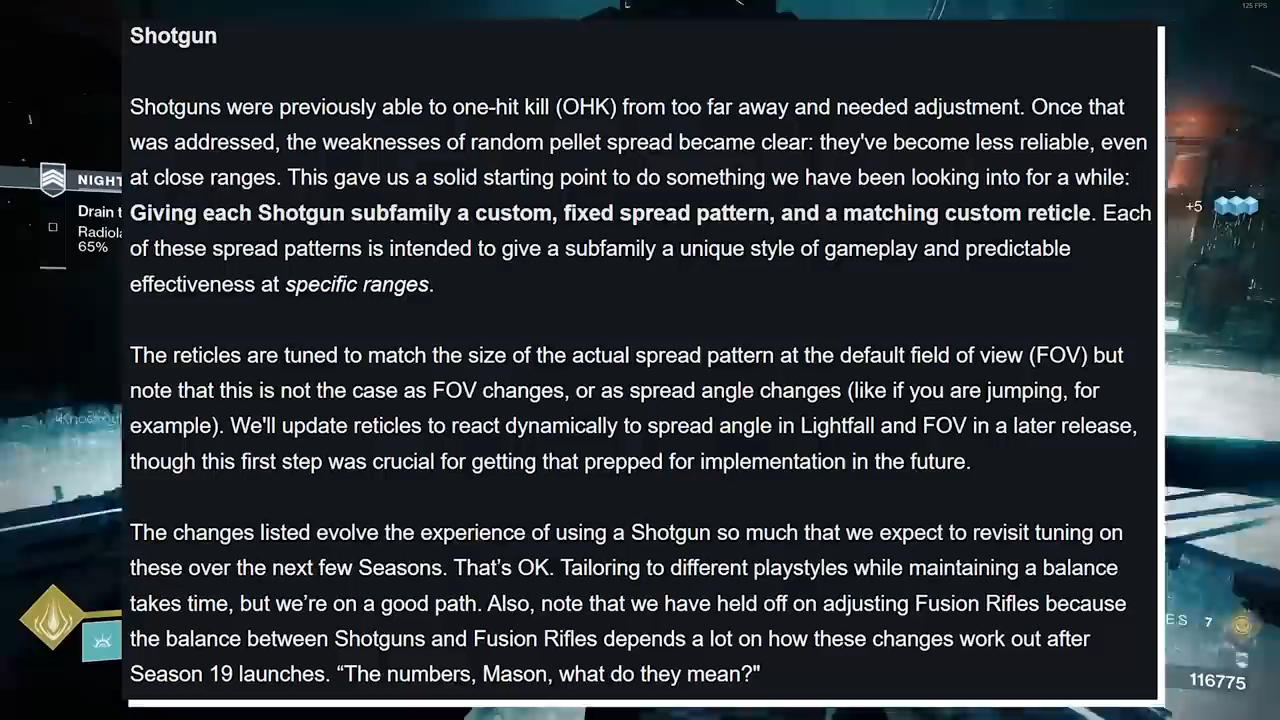 125 FPS
Shotgun
Shotguns were previously able to one-hit kill (OHK) from too far away and needed adjustment. Once that
was addressed, the weaknesses of random pellet spread became clear: they've become less reliable, even
at close ranges. This gave us a solid starting point to do something we have been looking into for a while:
Giving each Shotgun subfamily a custom, fixed spread pattern, and a matching custom reticle. Each
of these spread patterns is intended to give a subfamily a unique style of gameplay and predictable
effectiveness at specific ranges.
The reticles are tuned to match the size of the actual spread pattern at the default field of view (FOV) but
note that this is not the case as FOV changes, or as spread angle changes (like if you are jumping, for
example). We'll update reticles to react dynamically to spread angle in Lightfall and FOV in a later release,
though this first step was crucial for getting that prepped for implementation in the future.
The changes listed evolve the experience of using a Shotgun so much that we expect to revisit tuning on
these over the next few Seasons. That’s OK. Tailoring to different playstyles while maintaining a balance
takes time, but we’re on a good path. Also, note that we have held off on adjusting Fusion Rifles because
the balance between Shotguns and Fusion Rifles depends a lot on how these changes work out after
Season 19 launches. “The numbers, Mason, what do they mean?"
NIGHT
Drain t
Radiola
65%
+5
ES 7
116775